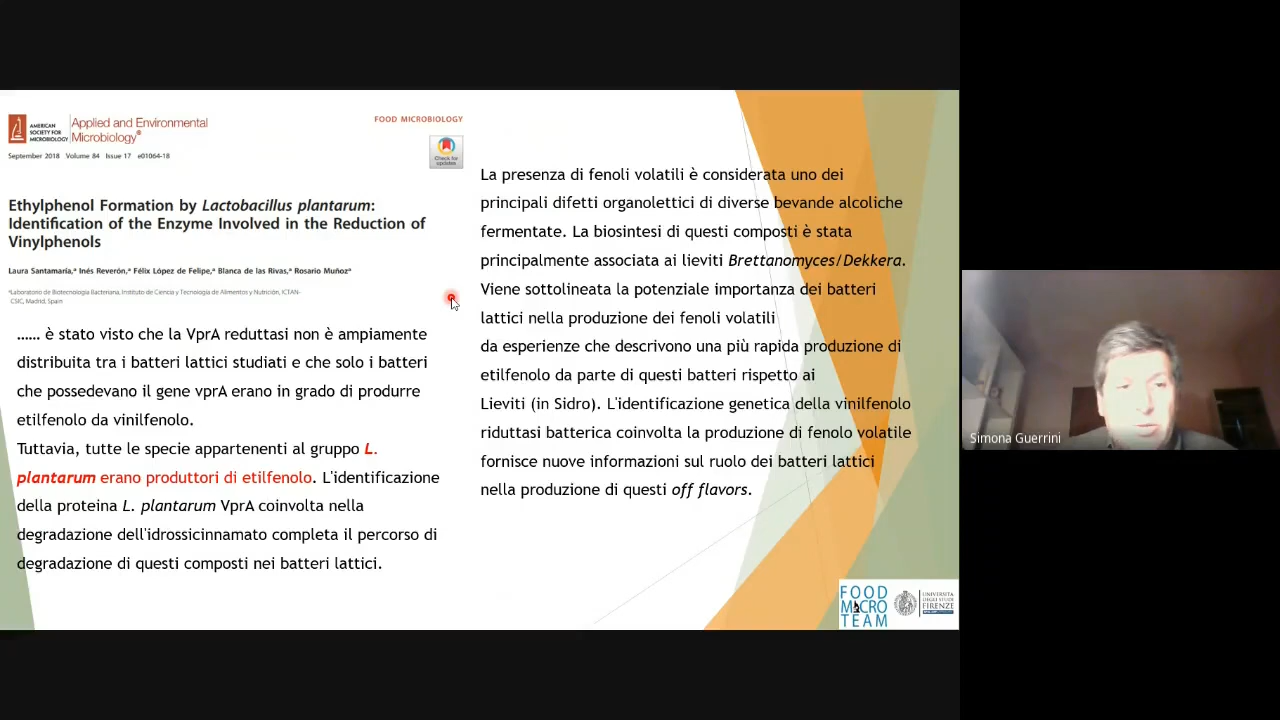 AMERICAN
SOCIETY FOR
MICROBIOLOGY
Applied and Environmental
Microbiology®
FOOD MICROBIOLOGY
September 2018 Volume 84 Issue 17 e01064-18
Check for
updates
Ethylphenol Formation by Lactobacillus plantarum:
Identification of the Enzyme Involved in the Reduction of
Vinylphenols
Laura Santamaría,ª Inés Reverón,ª Félix López de Felipe,ª Blanca de las Rivas,ª Rosario Muñozª
ªLaboratorio de Biotecnología Bacteriana, Instituto de Ciencia y Tecnología de Alimentos y Nutrición, ICTAN-
CSIC, Madrid, Spain
...... è stato visto che la VprA reduttasi non è ampiamente
distribuita tra i batteri lattici studiati e che solo i batteri
che possedevano il gene vprA erano in grado di produrre
etilfenolo da vinilfenolo.
Tuttavia, tutte le specie appartenenti al gruppo L.
plantarum erano produttori di etilfenolo. L'identificazione
della proteina L. plantarum VprA coinvolta nella
degradazione dell'idrossicinnamato completa il percorso di
degradazione di questi composti nei batteri lattici.
La presenza di fenoli volatili è considerata uno dei
principali difetti organolettici di diverse bevande alcoliche
fermentate. La biosintesi di questi composti è stata
principalmente associata ai lieviti Brettanomyces/Dekkera.
Viene sottolineata la potenziale importanza dei batteri
lattici nella produzione dei fenoli volatili
da esperienze che descrivono una più rapida produzione di
etilfenolo da parte di questi batteri rispetto ai
Lieviti (in Sidro). L'identificazione genetica della vinilfenolo
riduttasi batterica coinvolta la produzione di fenolo volatile
fornisce nuove informazioni sul ruolo dei batteri lattici
nella produzione di questi off flavors.
FOOD
MICRO
TEAM
UNIVERSITÀ
DEGLI STUDI
FIRENZE
Simona Guerrini